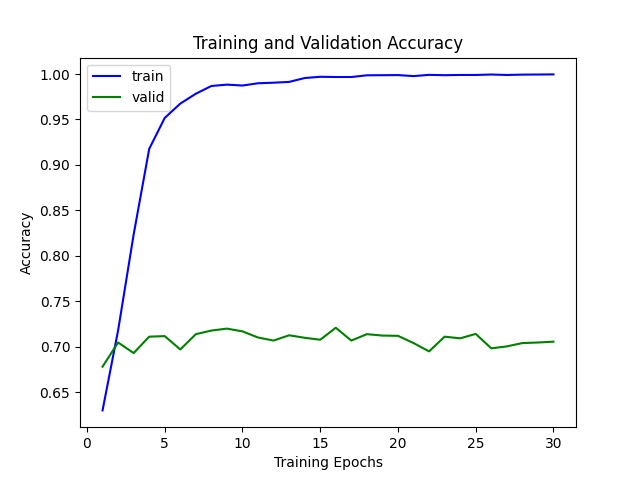 Training and Validation Accuracy
train
valid
1.00
0.95
0.90
0.85
0.80
0.75
0.70
0.65
Accuracy
0 5 10 15 20 25 30
Training Epochs